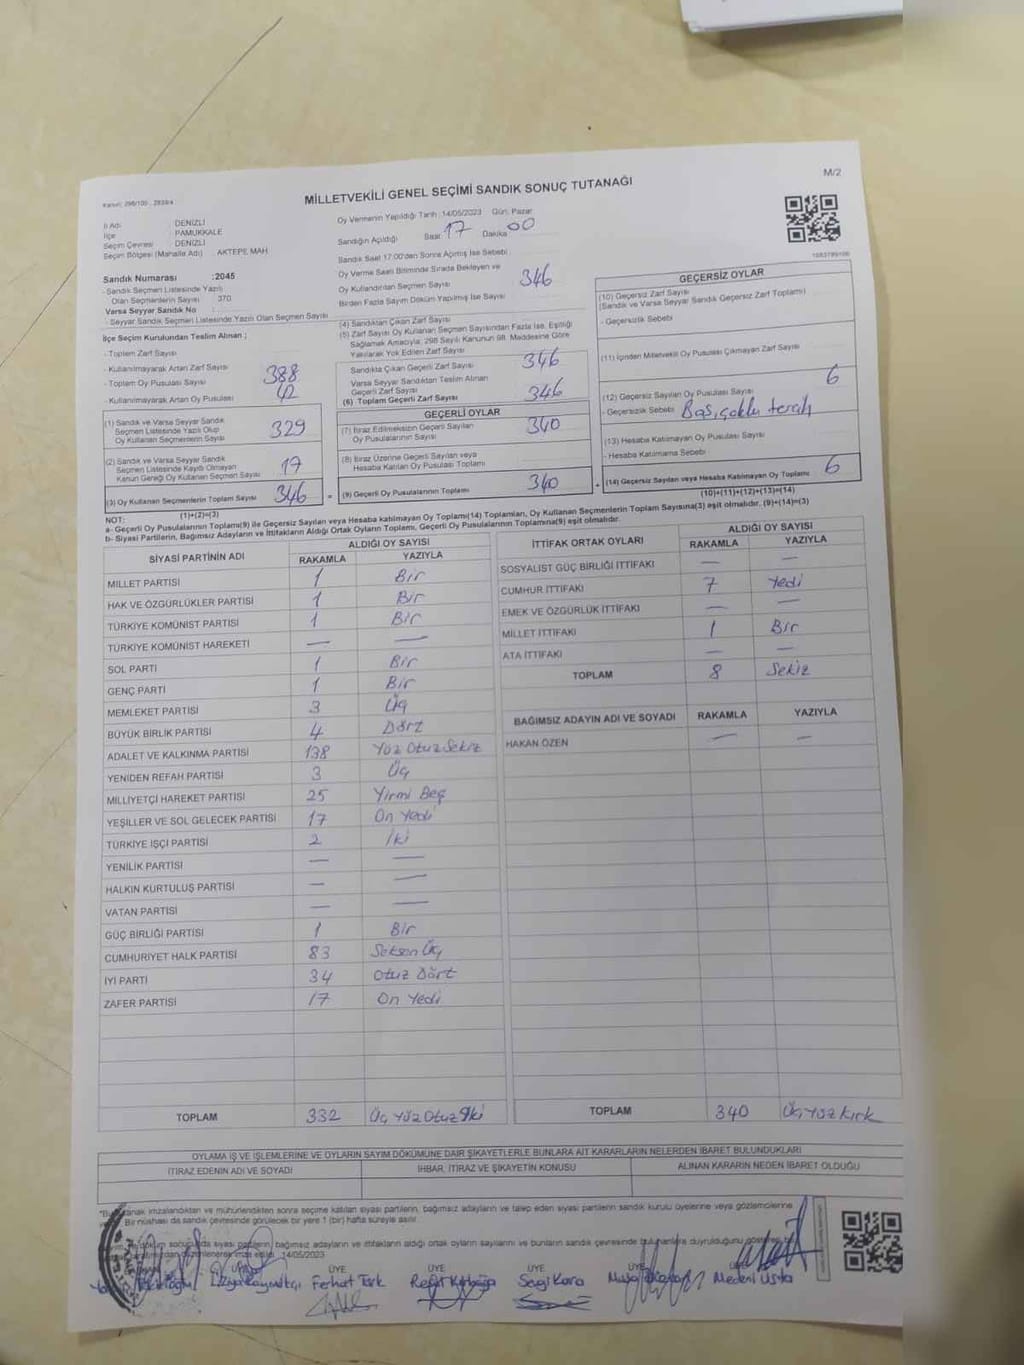 M/2
MİLLETVEKİLİ GENEL SEÇİMİ SANDIK SONUÇ TUTANAĞI
İl Adı : DENİZLİ
İlçe : PAMUKKALE
Seçim Çevresi : DENİZLİ
Seçim Bölgesi (Mahalle Adı) : AKTEPE MAH.
Oy Vermenin Yapıldığı Tarih :14/05/2023 Gün: Pazar
Sandığın Açıldığı Saat 17 Dakika 00
Sandık Saat 17:00'den Sonra Açılmış İse Sebebi
Oy Verme Saati Bitiminde Sırada Bekleyen ve
Oy Kullandırılan Seçmen Sayısı
Birden Fazla Sayım Döküm Yapılmış İse Sayısı
Sandık Numarası :2045
- Sandık Seçmen Listesinde Yazılı
Olan Seçmenlerin Sayısı 370
Varsa Seyyar Sandık No :
- Seyyar Sandık Seçmen Listesinde Yazılı Olan Seçmen Sayısı
İlçe Seçim Kurulundan Teslim Alınan ;
- Toplam Zarf Sayısı
- Kullanılmayarak Artan Zarf Sayısı
- Toplam Oy Pusulası Sayısı 388
- Kullanılmayarak Artan Oy Pusulası 42
(1) Sandık ve Varsa Seyyar Sandık
Seçmen Listesinde Yazılı Olup
Oy Kullanan Seçmenlerin Sayısı 329
(2) Sandık ve Varsa Seyyar Sandık
Seçmen Listesinde Kayıtlı Olmayan
Kanun Gereği Oy Kullanan Seçmen Sayısı 17
(3) Oy Kullanan Seçmenlerin Toplam Sayısı 346
(1)+(2)=(3)
346
(4) Sandıktan Çıkan Zarf Sayısı
(5) Zarf Sayısı Oy Kullanan Seçmen Sayısından Fazla İse, Eşitliği
Sağlamak Amacıyla; 298 Sayılı Kanunun 98. Maddesine Göre
Yakılarak Yok Edilen Zarf Sayısı
Sandıkta Çıkan Geçerli Zarf Sayısı 346
Varsa Seyyar Sandıktan Teslim Alınan
Geçerli Zarf Sayısı
(6) Toplam Geçerli Zarf Sayısı 346
GEÇERLİ OYLAR
(7) İtiraz Edilmeksizin Geçerli Sayılan
Oy Pusulalarının Sayısı 340
(8) İtiraz Üzerine Geçerli Sayılan veya
Hesaba Katılan Oy Pusulası Toplamı
(9) Geçerli Oy Pusulalarının Toplamı 340
GEÇERSİZ OYLAR
(10) Geçersiz Zarf Sayısı
(Sandık ve Varsa Seyyar Sandık Geçersiz Zarf Toplamı)
- Geçersizlik Sebebi
(11) İçinden Milletvekili Oy Pusulası Çıkmayan Zarf Sayısı
(12) Geçersiz Sayılan Oy Pusulası Sayısı 6
- Geçersizlik Sebebi
(13) Hesaba Katılmayan Oy Pusulası Sayısı
- Hesaba Katılmama Sebebi
(14) Geçersiz Sayılan veya Hesaba Katılmayan Oy Toplamı 6
(10)+(11)+(12)+(13)=(14)
NOT:
a- Geçerli Oy Pusulalarının Toplamı(9) ile Geçersiz Sayılan veya Hesaba katılmayan Oy Toplamı(14) Toplamları, Oy Kullanan Seçmenlerin Toplam Sayısına(3) eşit olmalıdır. (9)+(14)=(3)
b- Siyasi Partilerin, Bağımsız Adayların ve İttifakların Aldığı Ortak Oyların Toplamı, Geçerli Oy Pusulalarının Toplamına(9) eşit olmalıdır.
SİYASİ PARTİNİN ADI ALDIĞI OY SAYISI
RAKAMLA YAZIYLA
MİLLET PARTİSİ 1 Bir
HAK VE ÖZGÜRLÜKLER PARTİSİ 1 Bir
TÜRKİYE KOMÜNİST PARTİSİ 1 Bir
TÜRKİYE KOMÜNİST HAREKETİ — —
SOL PARTİ 1 Bir
GENÇ PARTİ 1 Bir
MEMLEKET PARTİSİ 3 Üç
BÜYÜK BİRLİK PARTİSİ 4 Dört
ADALET VE KALKINMA PARTİSİ 138 Yüz Otuz Sekiz
YENİDEN REFAH PARTİSİ 3 Üç
MİLLİYETÇİ HAREKET PARTİSİ 25 Yirmi Beş
YEŞİLLER VE SOL GELECEK PARTİSİ 17 On Yedi
TÜRKİYE İŞÇİ PARTİSİ 2 İki
YENİLİK PARTİSİ — —
HALKIN KURTULUŞ PARTİSİ — —
VATAN PARTİSİ — —
GÜÇ BİRLİĞİ PARTİSİ 1 Bir
CUMHURİYET HALK PARTİSİ 83 Seksen Üç
İYİ PARTİ 34 Otuz Dört
ZAFER PARTİSİ 17 On Yedi
TOPLAM 332 Üç Yüz Otuz İki
İTTİFAK ORTAK OYLARI ALDIĞI OY SAYISI
RAKAMLA YAZIYLA
SOSYALİST GÜÇ BİRLİĞİ İTTİFAKI — —
CUMHUR İTTİFAKI 7 Yedi
EMEK VE ÖZGÜRLÜK İTTİFAKI — —
MİLLET İTTİFAKI 1 Bir
ATA İTTİFAKI — —
TOPLAM 8 Sekiz
BAĞIMSIZ ADAYIN ADI VE SOYADI RAKAMLA YAZIYLA
HAKAN ÖZEN — —
TOPLAM 340 Üç Yüz Kırk
OYLAMA İŞ VE İŞLEMLERİNE VE OYLARIN SAYIM DÖKÜMÜNE DAİR ŞİKAYETLERLE BUNLARA AİT KARARLARIN NELERDEN İBARET BULUNDUKLARI
İTİRAZ EDENİN ADI VE SOYADI İHBAR, İTİRAZ VE ŞİKAYETİN KONUSU ALINAN KARARIN NEDEN İBARET OLDUĞU
imzalandıktan ve mühürlendikten sonra seçime katılan siyasi partilerin, bağımsız adayların ve talep eden siyasi partilerin sandık kurulu üyelerine veya gözlemcilerine
Bir nüshası da sandık çevresinde görülecek bir yere 1 (bir) hafta süreyle asılır.
siyasi partilerin, bağımsız adayların ve ittifakların aldığı ortak oyların sayılarını ve bunların sandık çevresinde
14/05/2023
ÜYE ÜYE ÜYE
Ferhat Sevgi Kara Medeni Usta